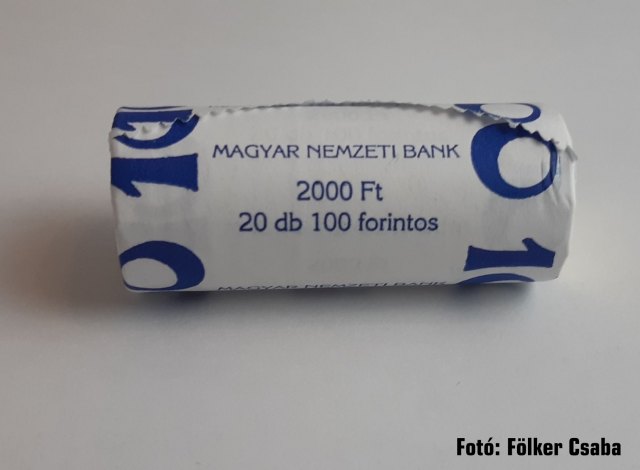 MAGYAR NEMZETI BANK
2000 Ft
20 db 100 forintos
MAGYAR NEMZETI BANK
Fotó: Fölker Csaba